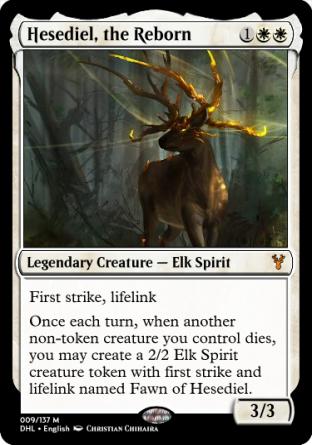 Hesediel, the Reborn 1
Legendary Creature — Elk Spirit
First strike, lifelink
Once each turn, when another
non-token creature you control dies,
you may create a 2/2 Elk Spirit
creature token with first strike and
lifelink named Fawn of Hesediel.
3/3
009/137 M
DHL • English CHRISTIAN CHIHAIRA